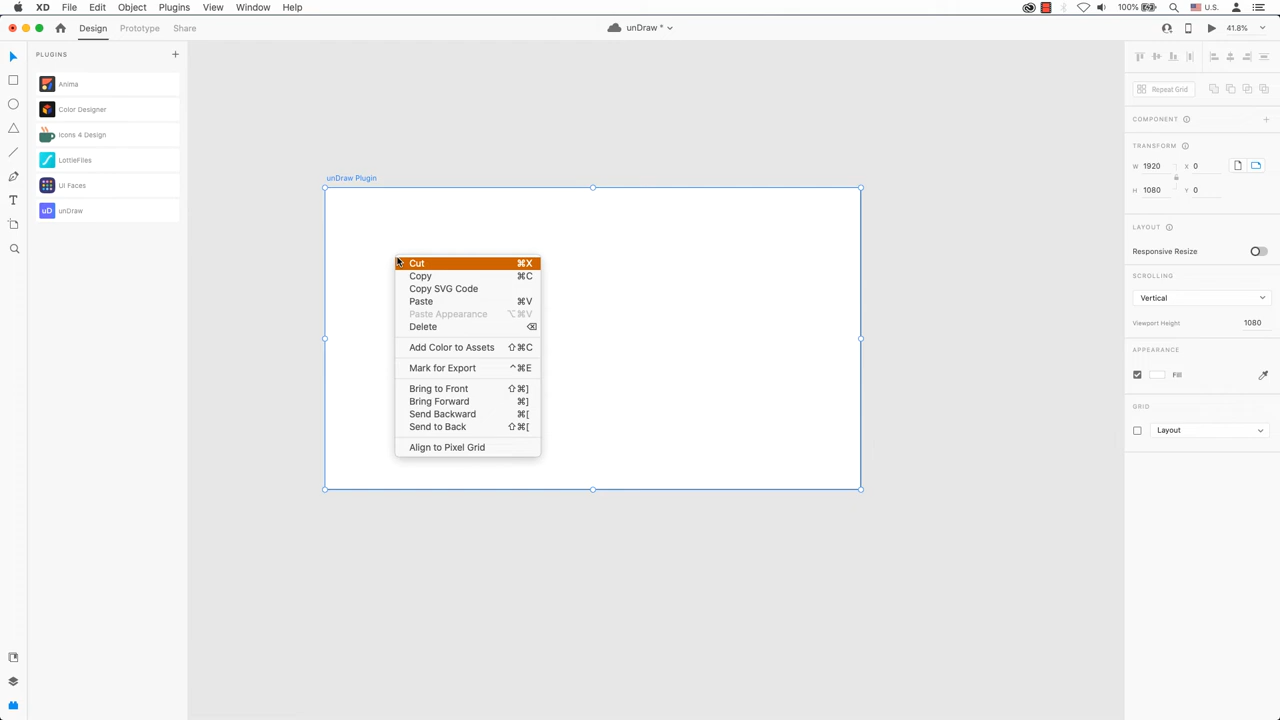 XD File Edit Object Plugins View Window Help 100% U.S.
Design Prototype Share unDraw * 41.8%
PLUGINS +
Anima
Color Designer
Icons 4 Design
LottieFiles
UI Faces
uD unDraw
unDraw Plugin
Cut ⌘X
Copy ⌘C
Copy SVG Code
Paste ⌘V
Paste Appearance ⌥⌘V
Delete ⌫
Add Color to Assets ⇧⌘C
Mark for Export ^⌘E
Bring to Front ⇧⌘]
Bring Forward ⌘]
Send Backward ⌘[
Send to Back ⇧⌘[
Align to Pixel Grid
Repeat Grid
COMPONENT +
TRANSFORM
W 1920 X 0
H 1080 Y 0
LAYOUT
Responsive Resize
SCROLLING
Vertical
Viewport Height 1080
APPEARANCE
Fill
GRID
Layout